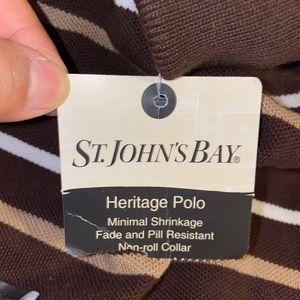 ST. JOHN'S BAY®
Heritage Polo
Minimal Shrinkage
Fade and Pill Resistant
Non-roll Collar